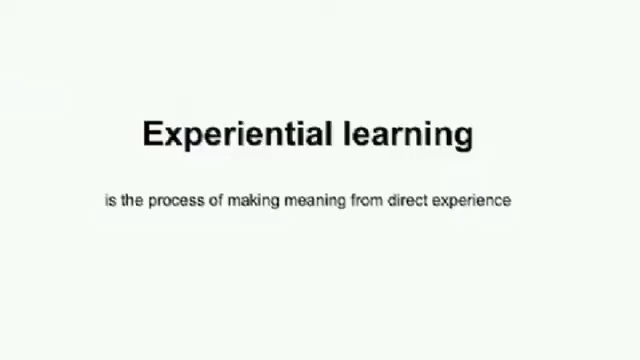 Experiential learning
is the process of making meaning from direct experience